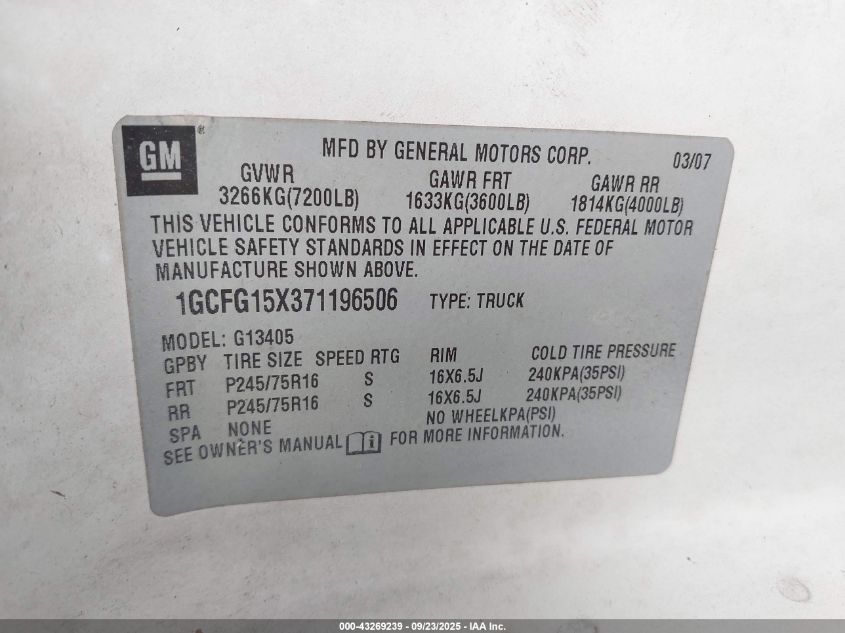 GM®
MFD BY GENERAL MOTORS CORP. 03/07
GVWR GAWR FRT GAWR RR
3266KG(7200LB) 1633KG(3600LB) 1814KG(4000LB)
THIS VEHICLE CONFORMS TO ALL APPLICABLE U.S. FEDERAL MOTOR
VEHICLE SAFETY STANDARDS IN EFFECT ON THE DATE OF
MANUFACTURE SHOWN ABOVE.
1GCFG15X371196506 TYPE: TRUCK
MODEL: G13405
GPBY TIRE SIZE SPEED RTG RIM COLD TIRE PRESSURE
FRT P245/75R16 S 16X6.5J 240KPA(35PSI)
RR P245/75R16 S 16X6.5J 240KPA(35PSI)
SPA NONE NO WHEELKPA(PSI)
SEE OWNER'S MANUAL FOR MORE INFORMATION.
000-43269239 - 09/23/2025 - IAA Inc.